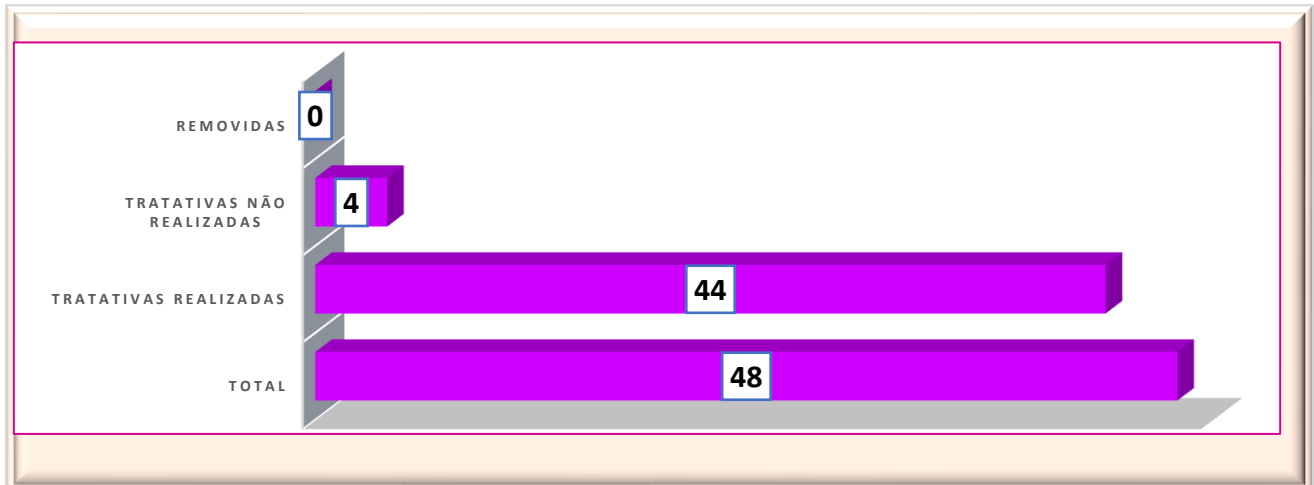 REMOVIDAS
0
TRATATIVAS NÃO
REALIZADAS
4
TRATATIVAS REALIZADAS
44
TOTAL
48